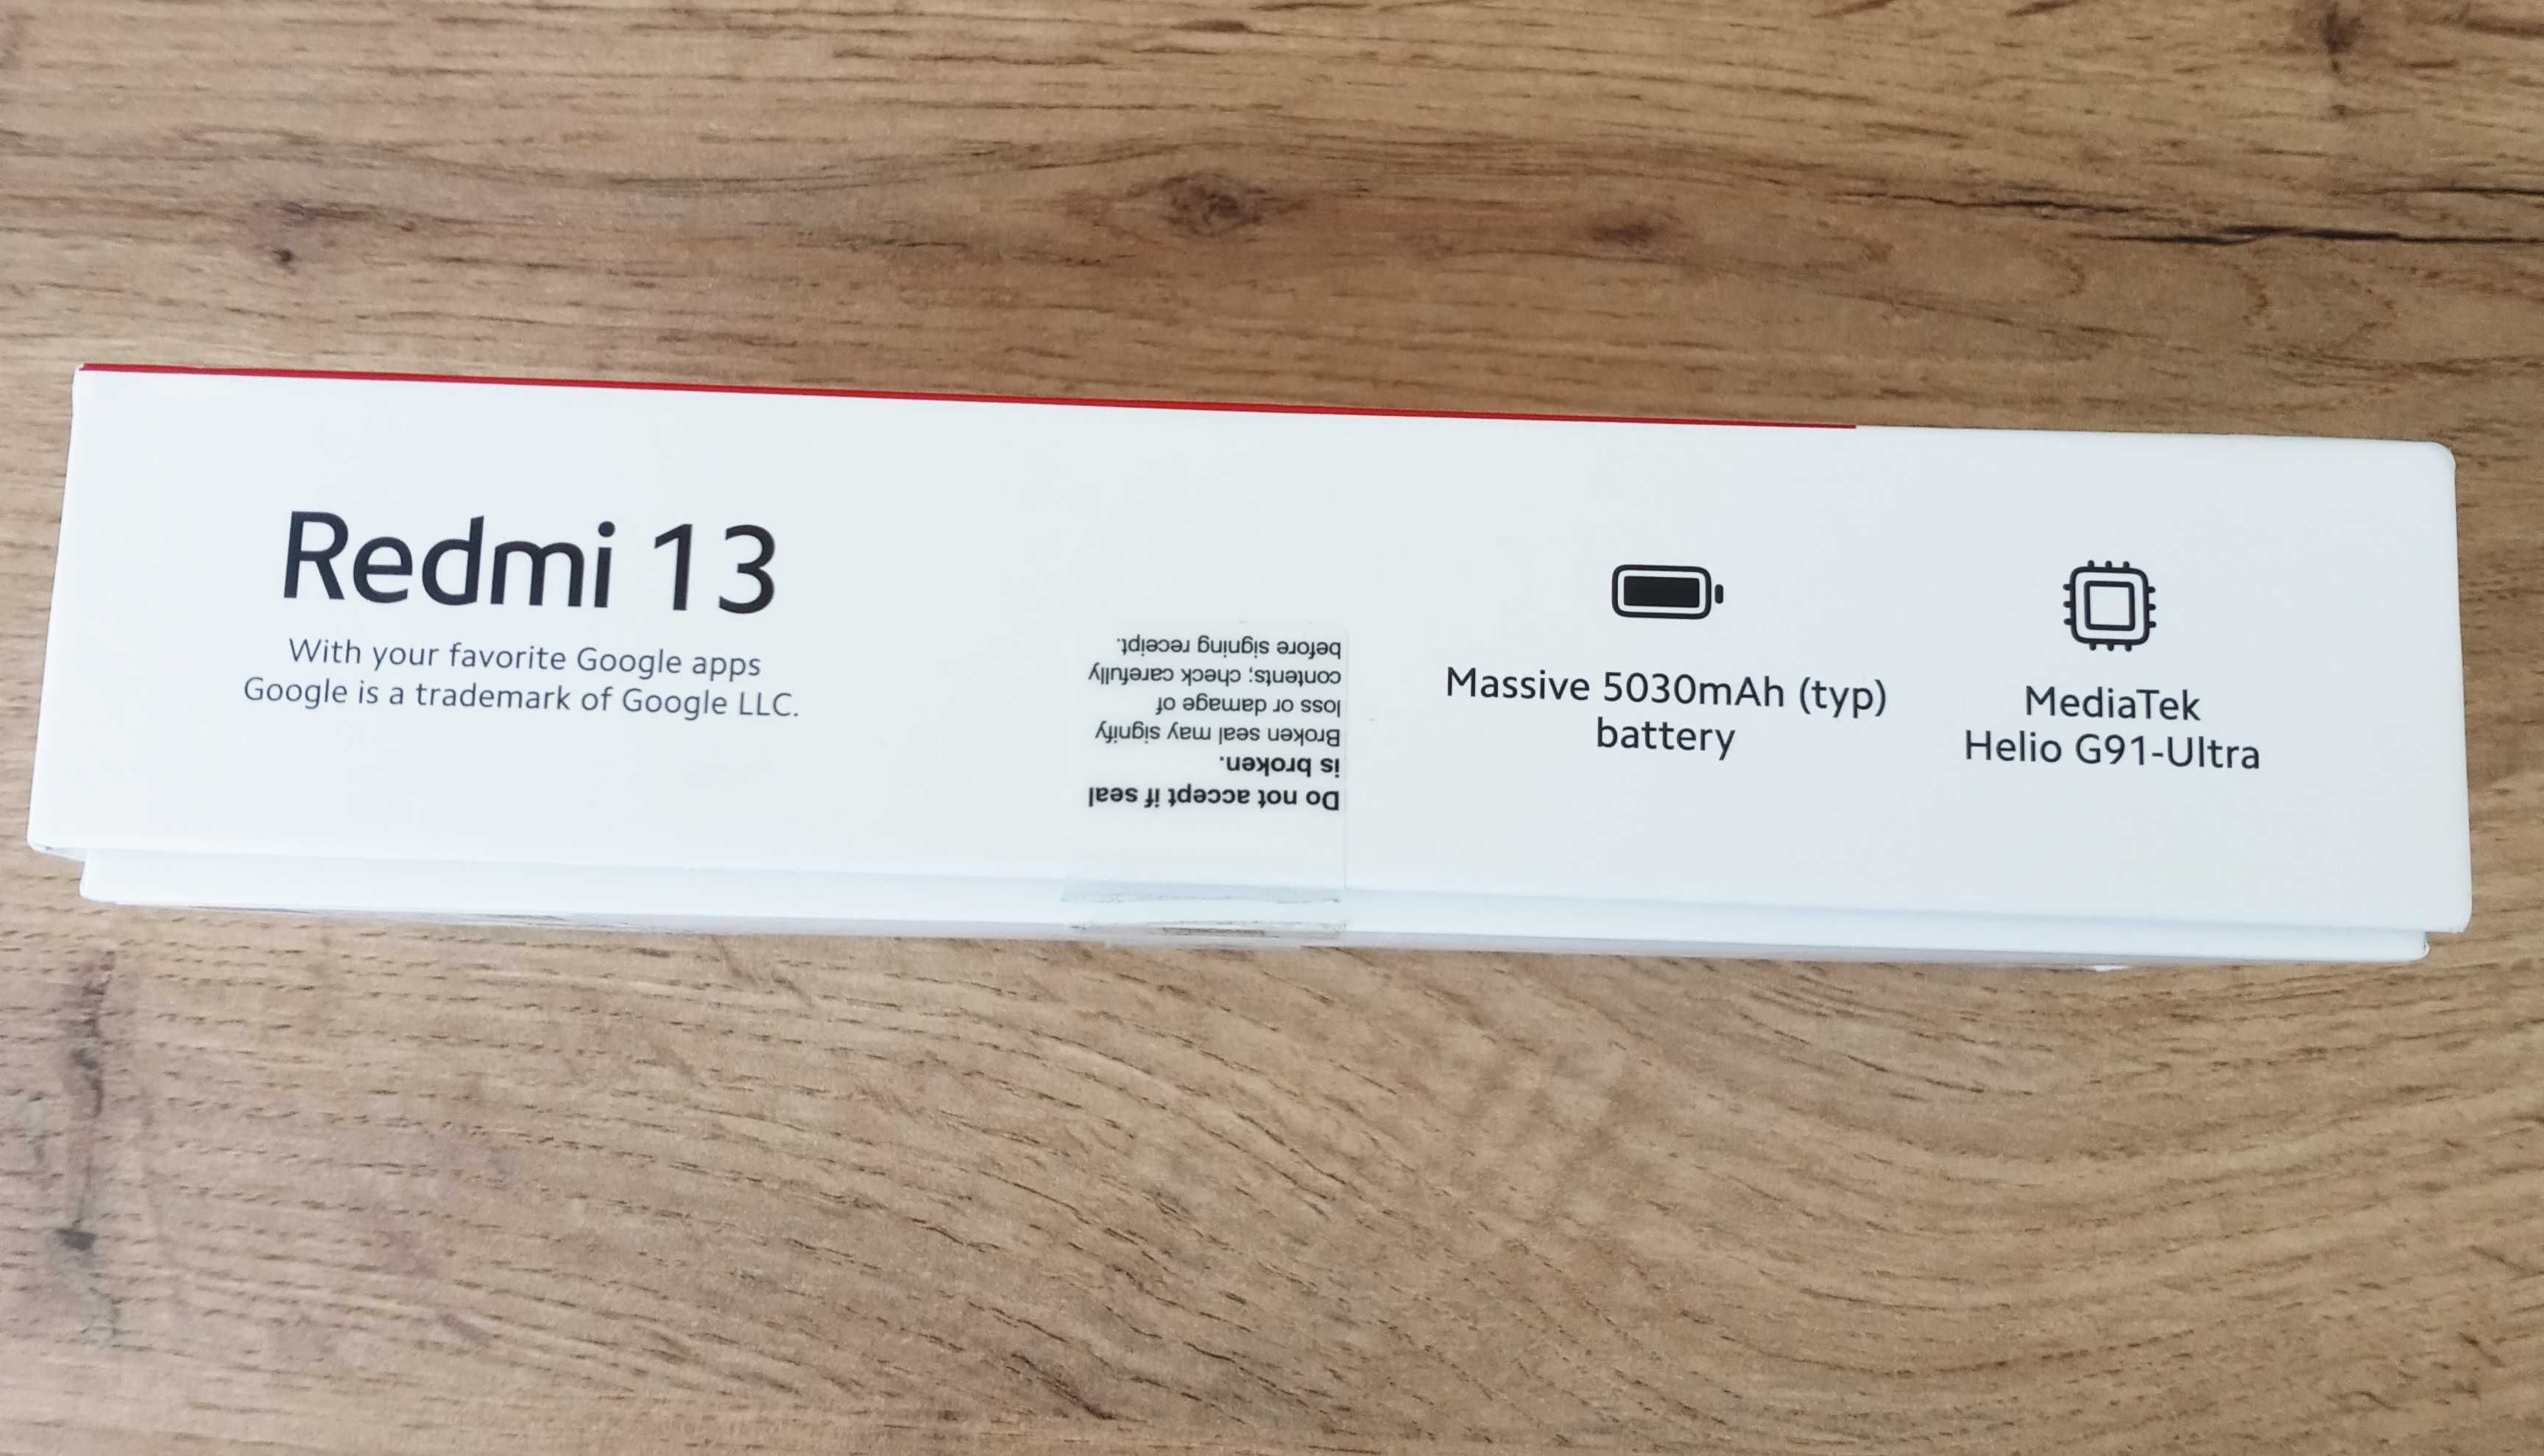 Redmi 13
With your favorite Google apps
Google is a trademark of Google LLC.
Do not accept if seal
is broken.
Broken seal may signify
loss or damage of
contents; check carefully
before signing receipt.
Massive 5030mAh (typ)
battery
MediaTek
Helio G91-Ultra